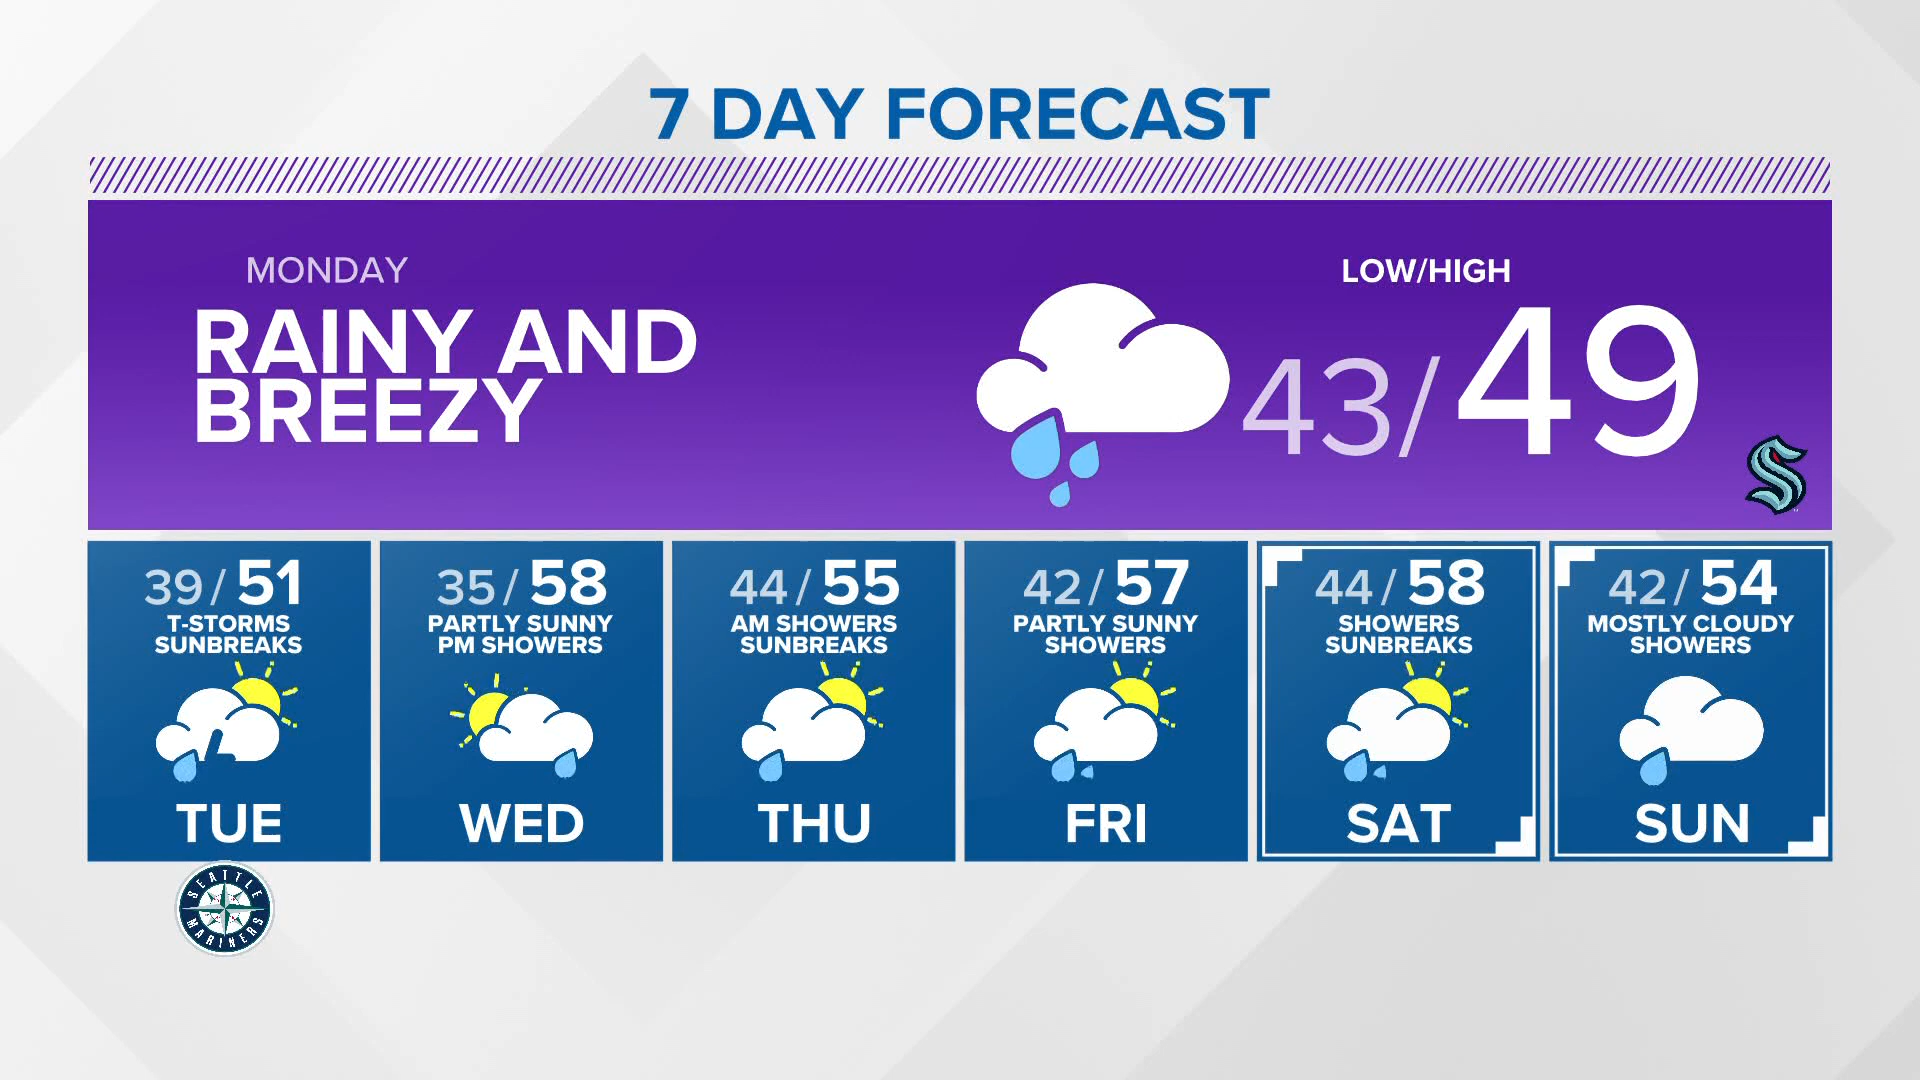 7 DAY FORECAST
MONDAY
RAINY AND
BREEZY
LOW/HIGH
43/49
39/51
T-STORMS
SUNBREAKS
TUE
35/58
PARTLY SUNNY
PM SHOWERS
WED
44/55
AM SHOWERS
SUNBREAKS
THU
42/57
PARTLY SUNNY
SHOWERS
FRI
44/58
SHOWERS
SUNBREAKS
SAT
42/54
MOSTLY CLOUDY
SHOWERS
SUN
SEATTLE
MARINERS